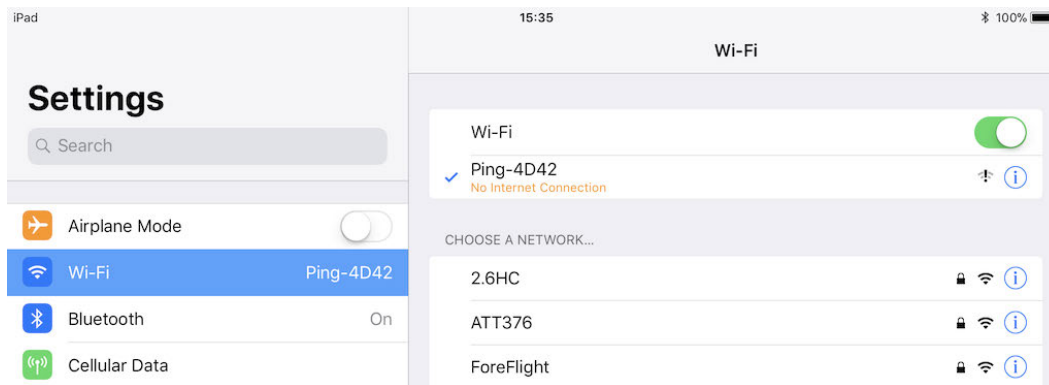 iPad
15:35
100%
Settings
Search
Airplane Mode
Wi-Fi Ping-4D42
Bluetooth On
Cellular Data
Wi-Fi
Wi-Fi
Ping-4D42
No Internet Connection
CHOOSE A NETWORK...
2.6HC
ATT376
ForeFlight